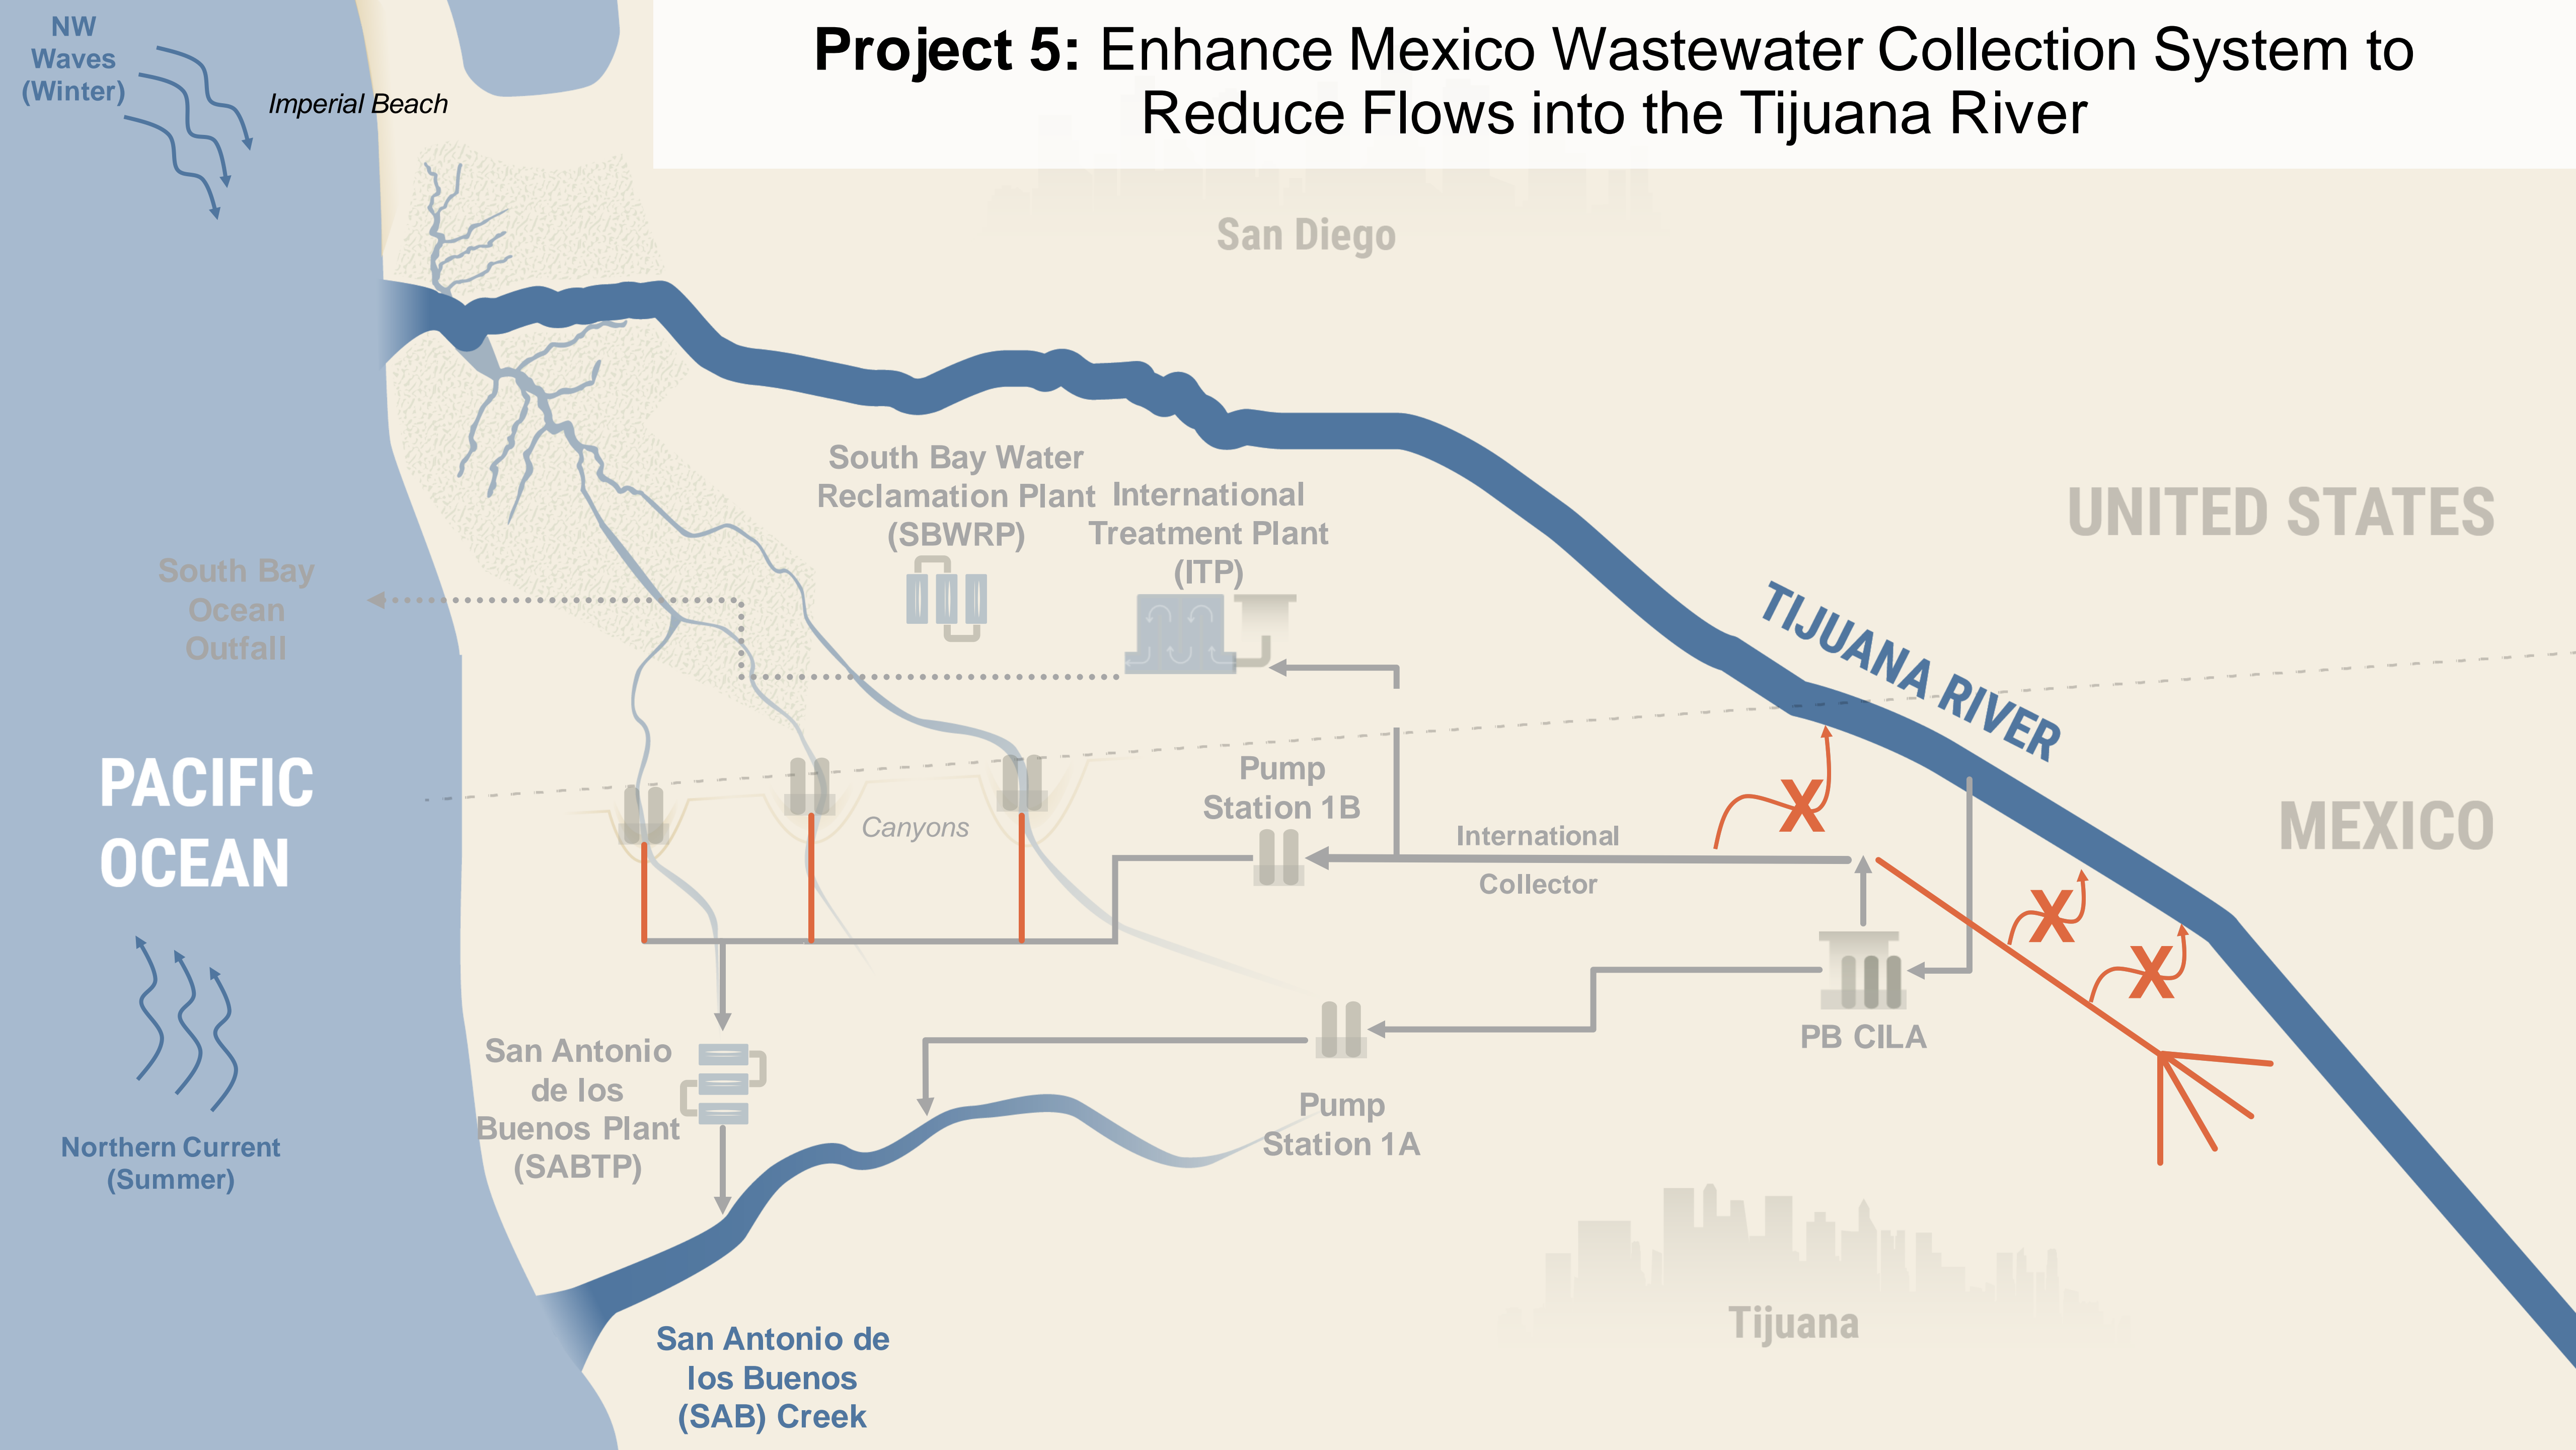 Project 5: Enhance Mexico Wastewater Collection System to
Reduce Flows into the Tijuana River
NW
Waves
(Winter)
Imperial Beach
San Diego
South Bay Water
Reclamation Plant
(SBWRP)
International
Treatment Plant
(ITP)
UNITED STATES
South Bay
Ocean
Outfall
TIJUANA RIVER
PACIFIC
OCEAN
Canyons
Pump
Station 1B
International
Collector
X
MEXICO
X
X
PB CILA
San Antonio
de los
Buenos Plant
(SABTP)
Pump
Station 1A
Northern Current
(Summer)
Tijuana
San Antonio de
los Buenos
(SAB) Creek